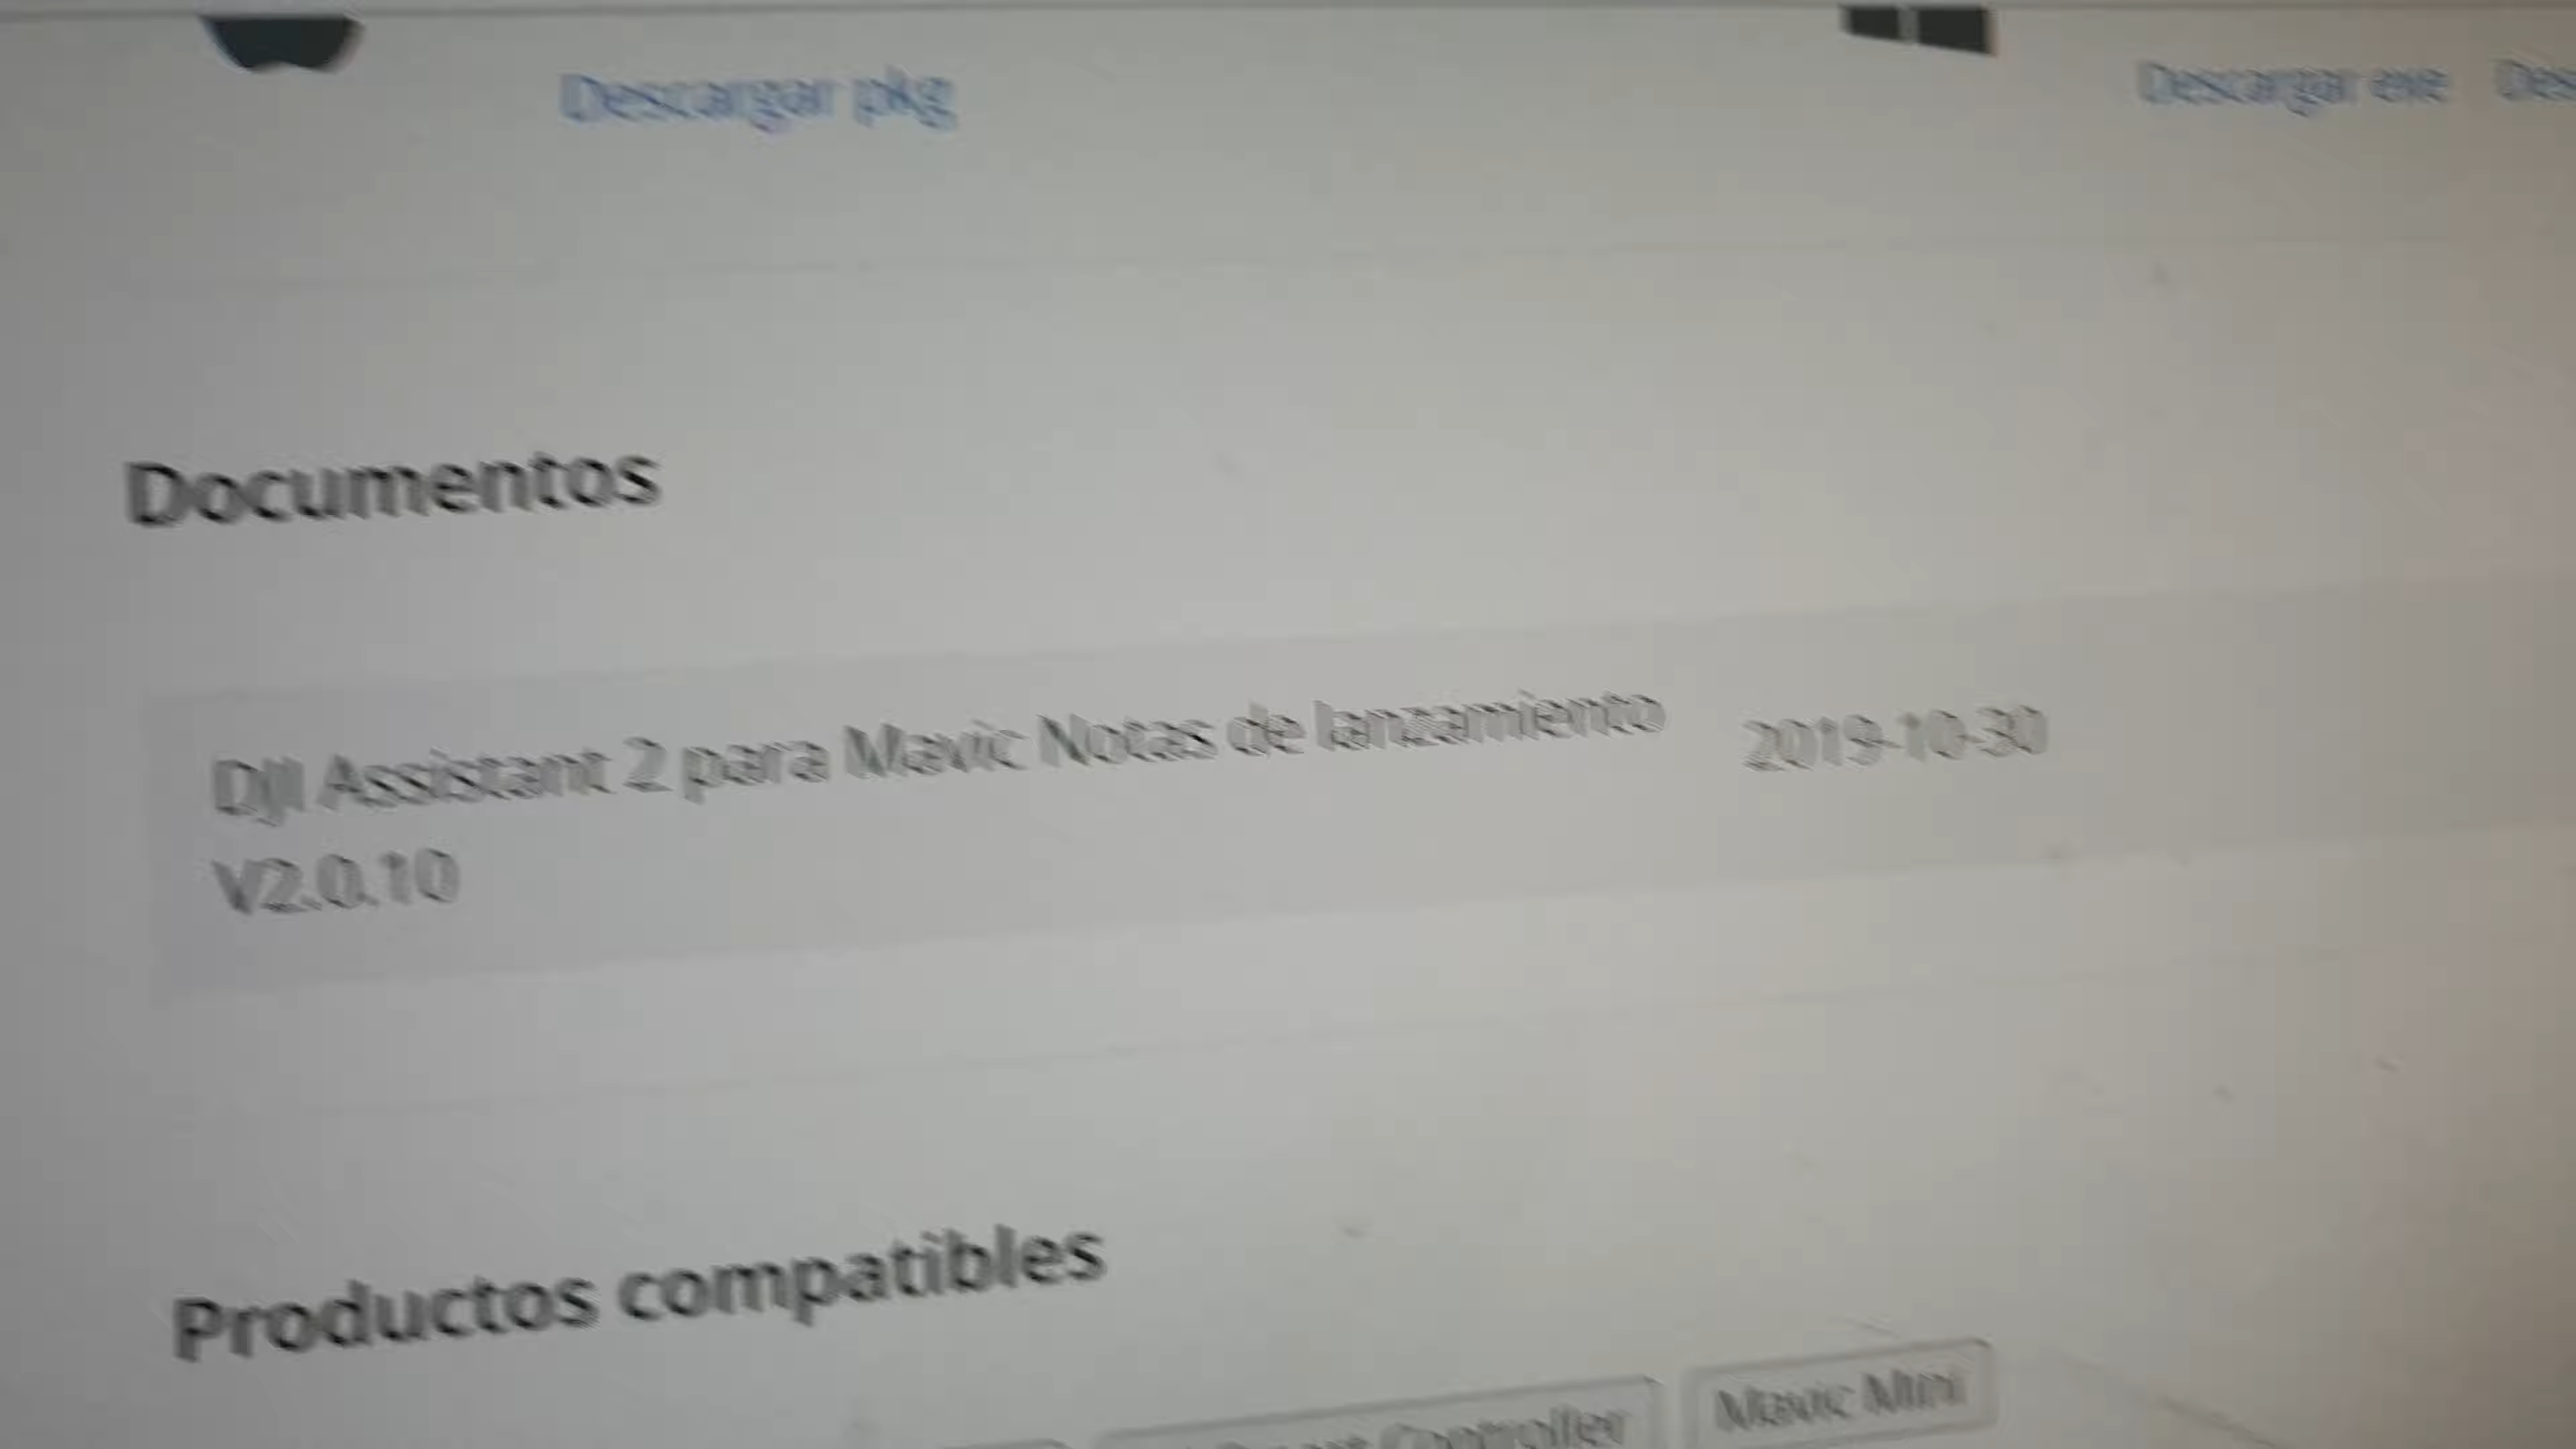 Descargar pkg
Descargar exe
Documentos
DJI Assistant 2 para Mavic Notas de lanzamiento
2019-10-30
V2.0.10
Productos compatibles
Controller
Mavic Mini